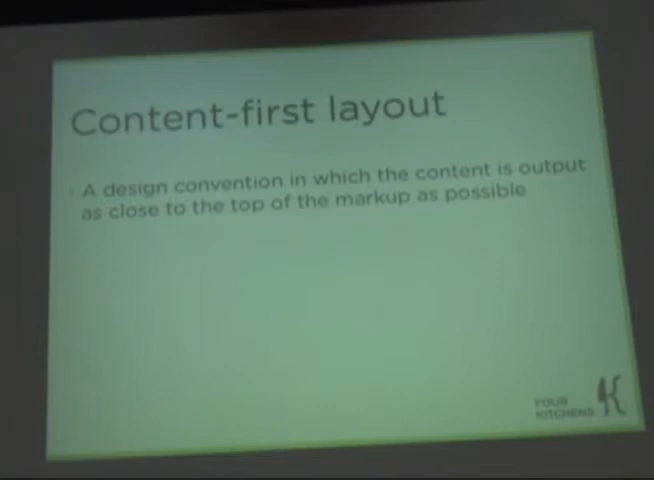 Content-first layout
A design convention in which the content is output
as close to the top of the markup as possible
FOUR
KITCHENS
4K